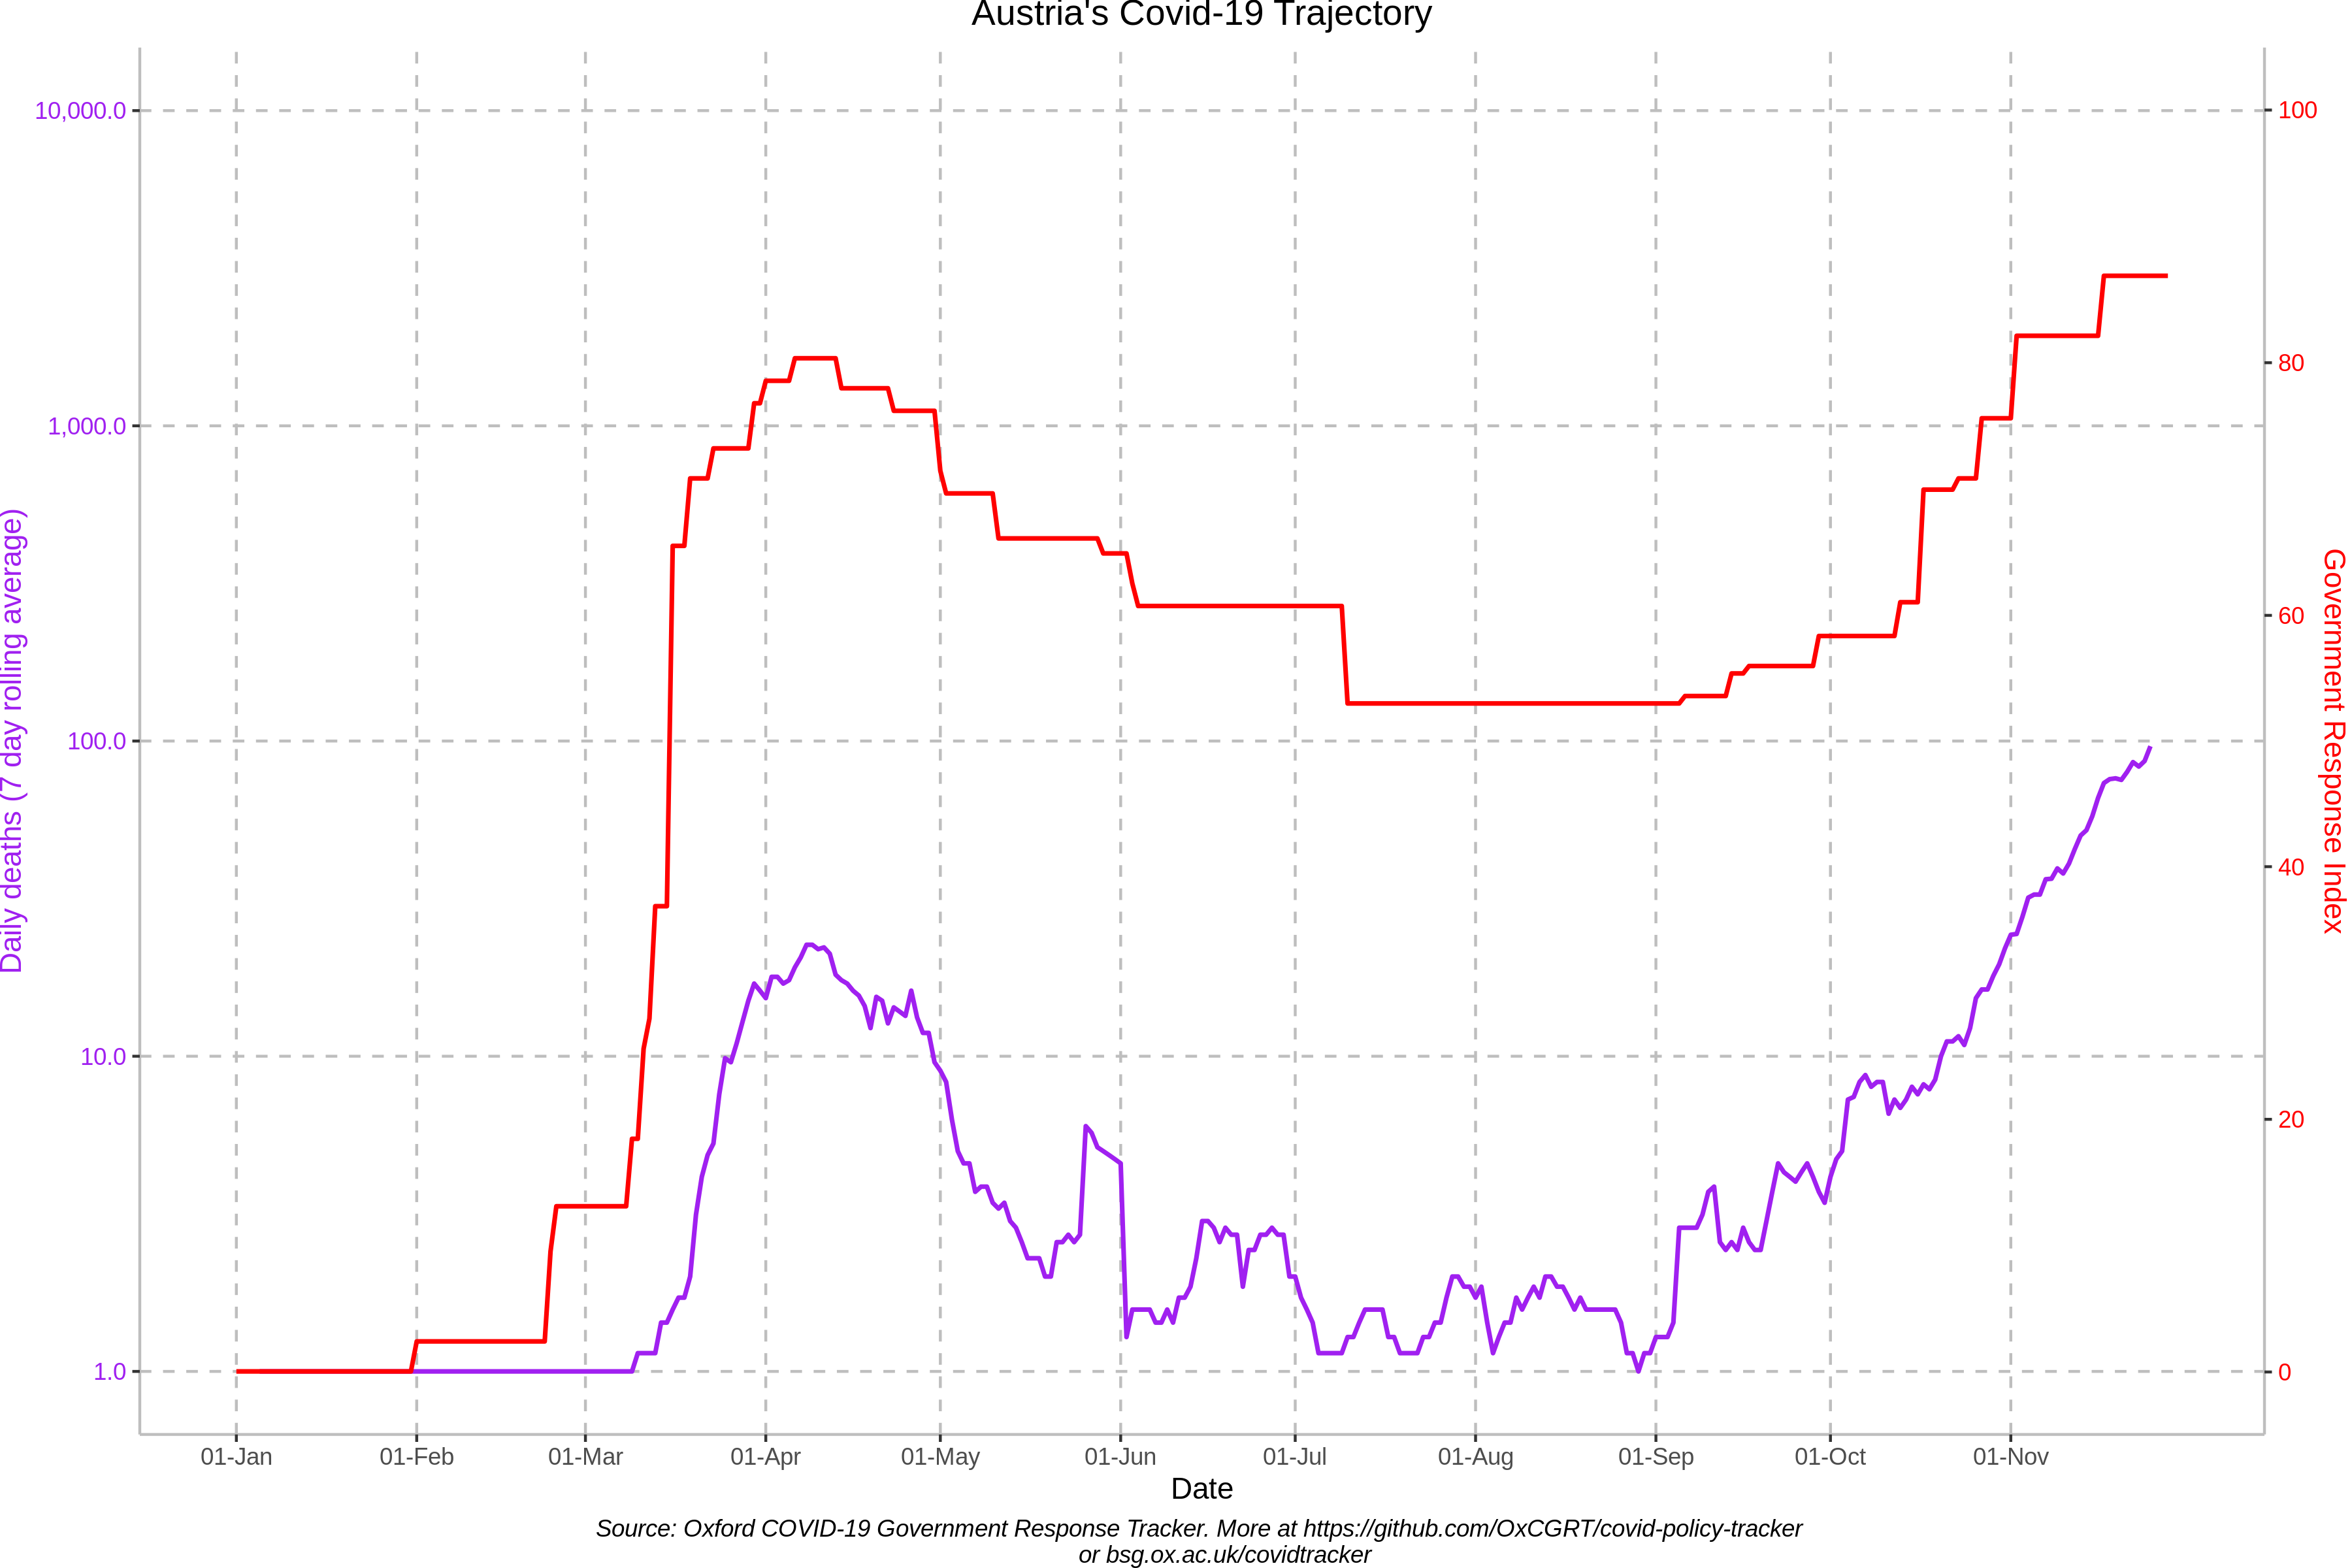 Austria's Covid-19 Trajectory
10,000.0
1,000.0
100.0
10.0
1.0
Daily deaths (7 day rolling average)
100
80
60
40
20
0
Government Response Index
01-Jan 01-Feb 01-Mar 01-Apr 01-May 01-Jun 01-Jul 01-Aug 01-Sep 01-Oct 01-Nov
Date
Source: Oxford COVID-19 Government Response Tracker. More at https://github.com/OxCGRT/covid-policy-tracker
or bsg.ox.ac.uk/covidtracker